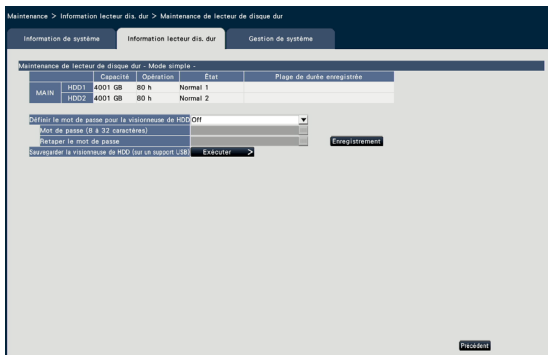 Maintenance > Information lecteur dis. dur > Maintenance de lecteur de disque dur
Information de système Information lecteur dis. dur Gestion de système
Maintenance de lecteur de disque dur - Mode simple -
Capacité Opération État Plage de durée enregistrée
MAIN HDD1 4001 GB 80 h Normal 1
HDD2 4001 GB 80 h Normal 2
Définir le mot de passe pour la visionneuse de HDD Off
Mot de passe (8 à 32 caractères)
Retaper le mot de passe Enregistrement
Sauvegarder la visionneuse de HDD (sur un support USB) Exécuter >
Précédent